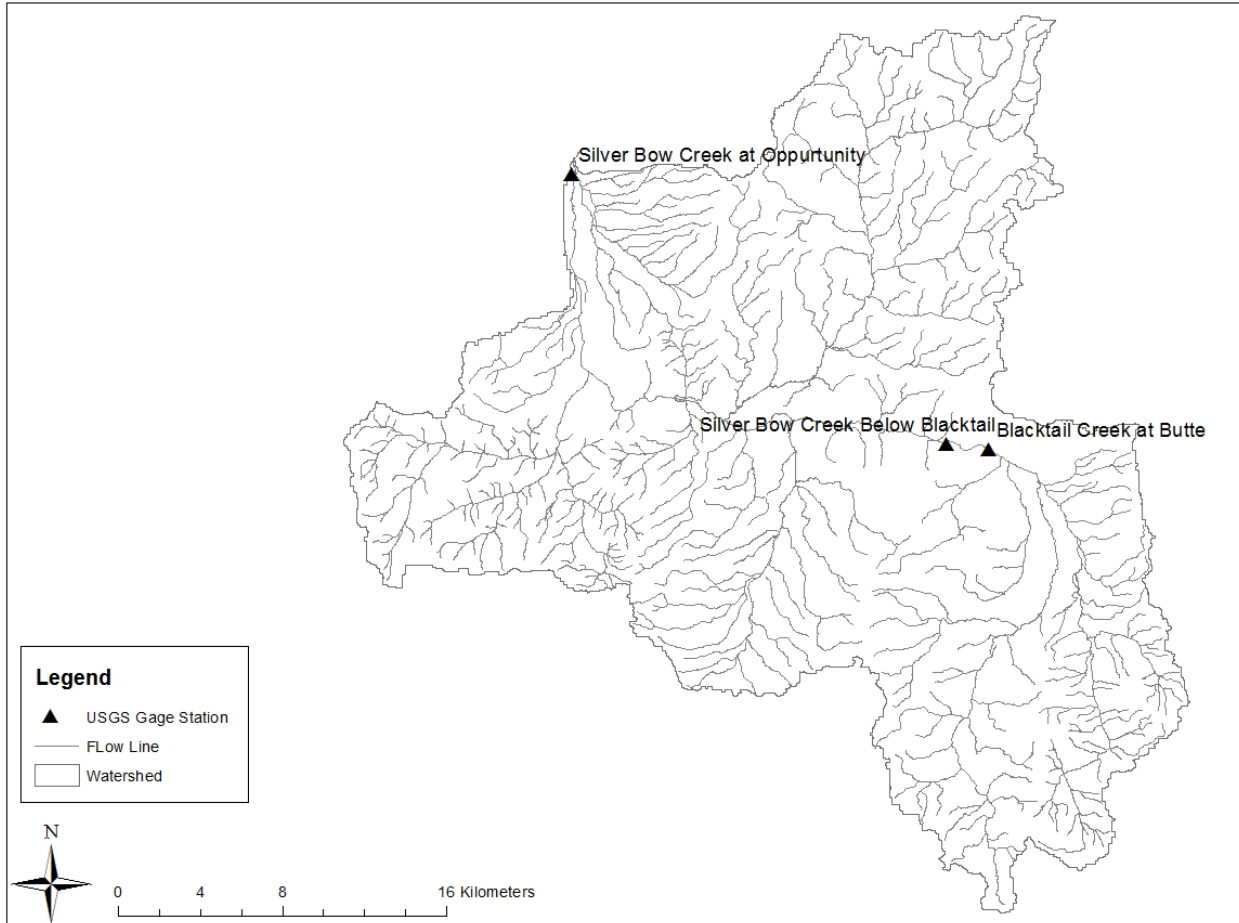 Silver Bow Creek at Oppurtunity
Silver Bow Creek Below Blacktail
Blacktail Creek at Butte
Legend
USGS Gage Station
FLow Line
Watershed
N
0 4 8 16 Kilometers